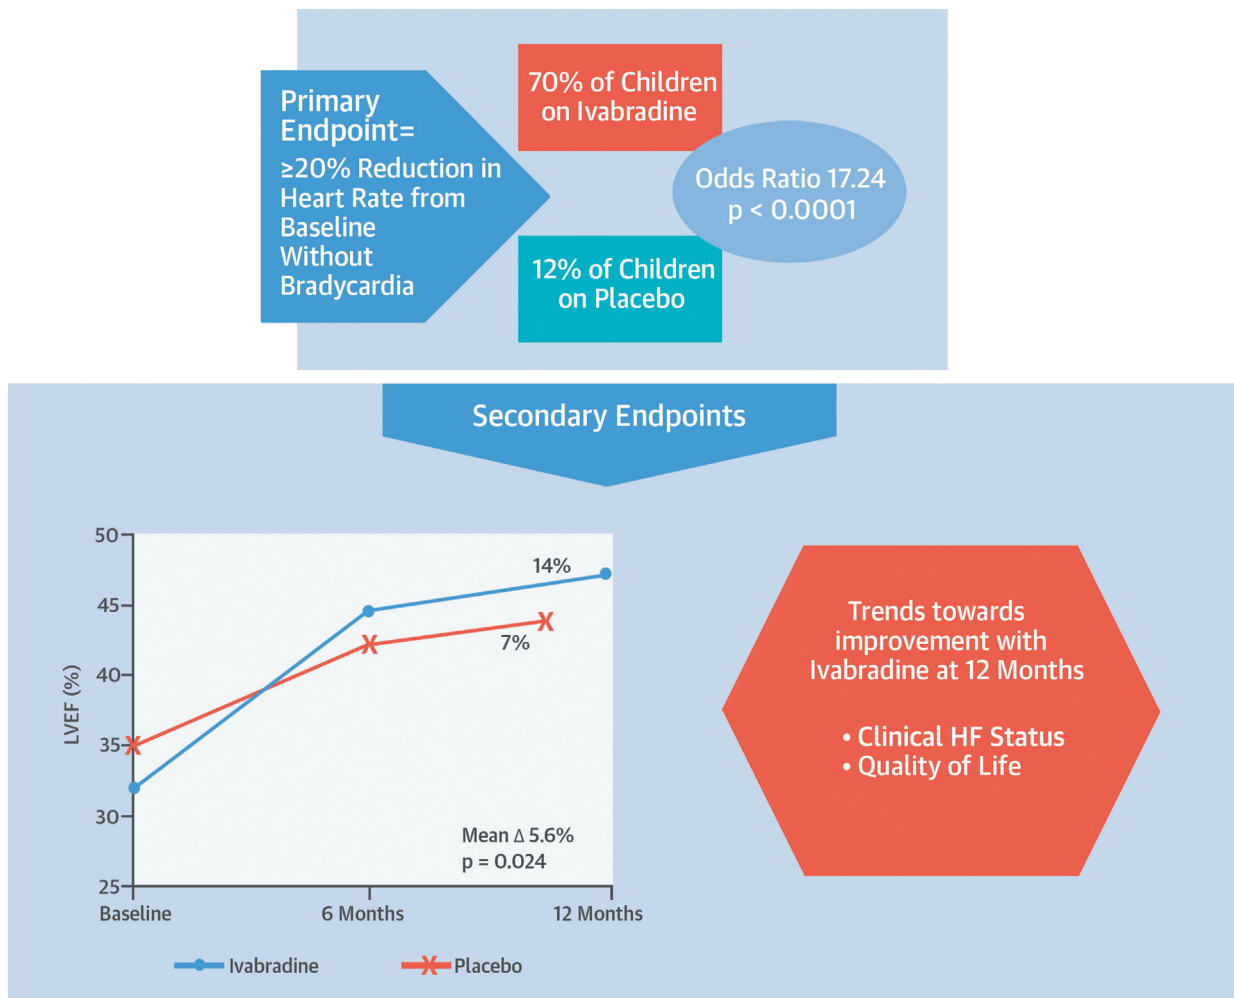 Primary
Endpoint=
≥20% Reduction in
Heart Rate from
Baseline
Without
Bradycardia
70% of Children
on Ivabradine
12% of Children
on Placebo
Odds Ratio 17.24
p < 0.0001
Secondary Endpoints
LVEF (%)
50
45
40
35
30
25
14%
7%
Mean Δ 5.6%
p = 0.024
Baseline
6 Months
12 Months
Ivabradine
Placebo
Trends towards
improvement with
Ivabradine at 12 Months
• Clinical HF Status
• Quality of Life